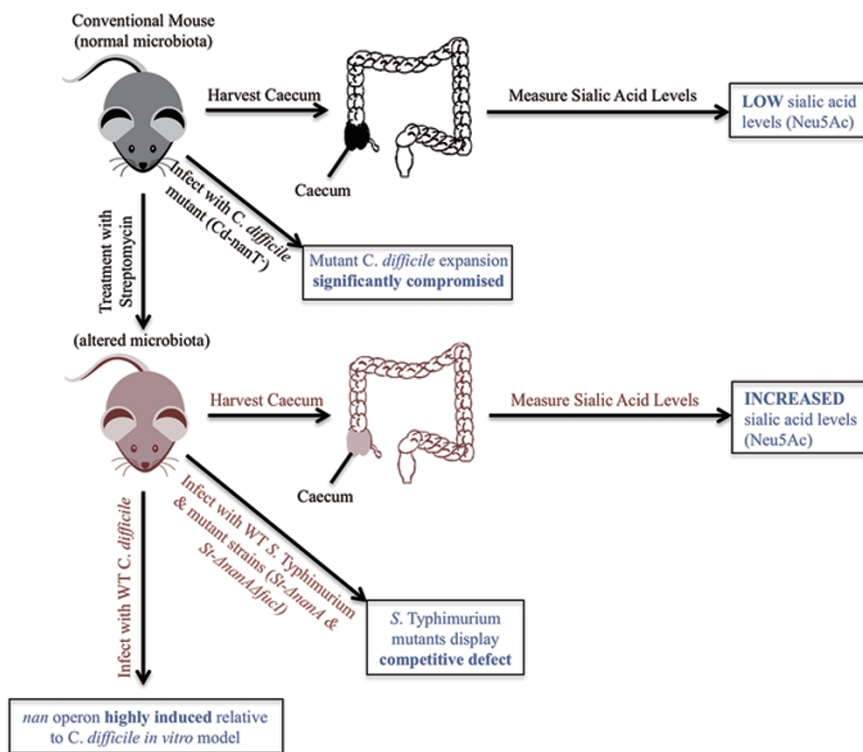 Conventional Mouse
(normal microbiota)
Harvest Caecum
Measure Sialic Acid Levels
LOW sialic acid
levels (Neu5Ac)
Caecum
Infect with C. difficile
mutant (Cd-nanT-)
Treatment with
Streptomycin
Mutant C. difficile expansion
significantly compromised
(altered microbiota)
Harvest Caecum
Measure Sialic Acid Levels
INCREASED
sialic acid levels
(Neu5Ac)
Caecum
Infect with WT C. difficile
Infect with WT S. Typhimurium
& mutant strains (St-ΔnanA &
St-ΔnanAΔfucI)
S. Typhimurium
mutants display
competitive defect
nan operon highly induced relative
to C. difficile in vitro model